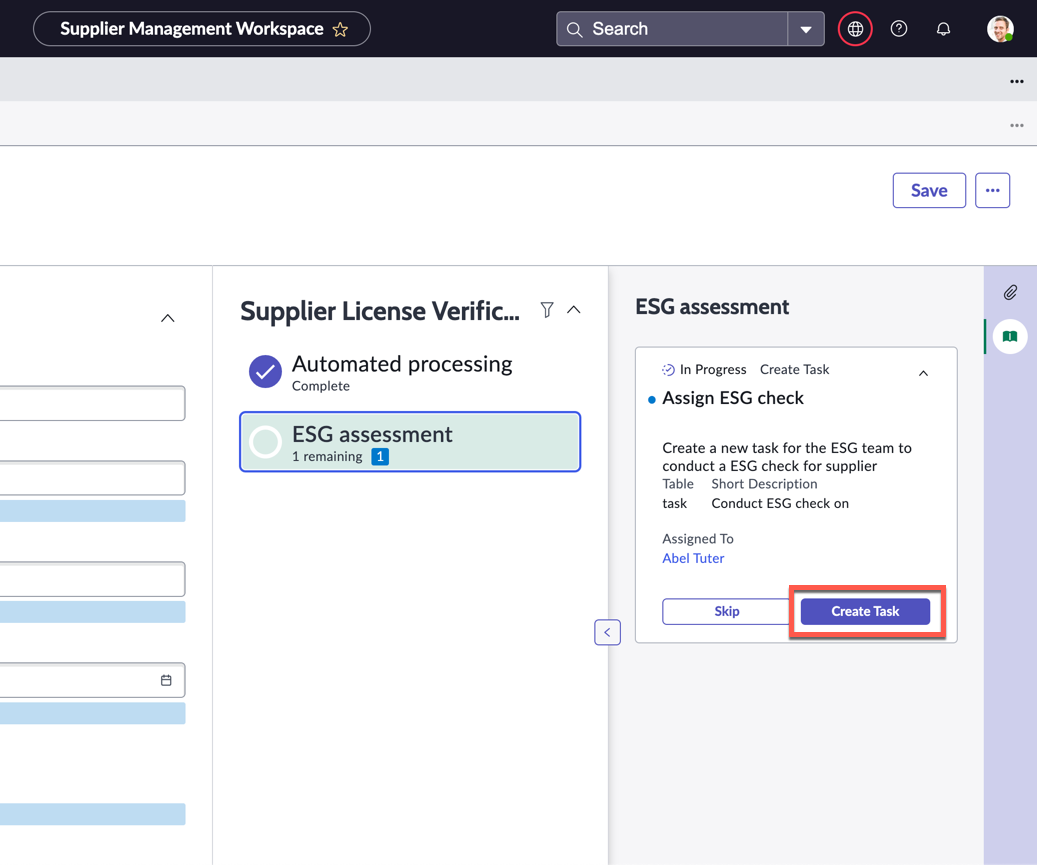 Supplier Management Workspace
Search
Save
Supplier License Verific...
Automated processing
Complete
ESG assessment
1 remaining 1
ESG assessment
In Progress Create Task
Assign ESG check
Create a new task for the ESG team to
conduct a ESG check for supplier
Table Short Description
task Conduct ESG check on
Assigned To
Abel Tuter
Skip Create Task